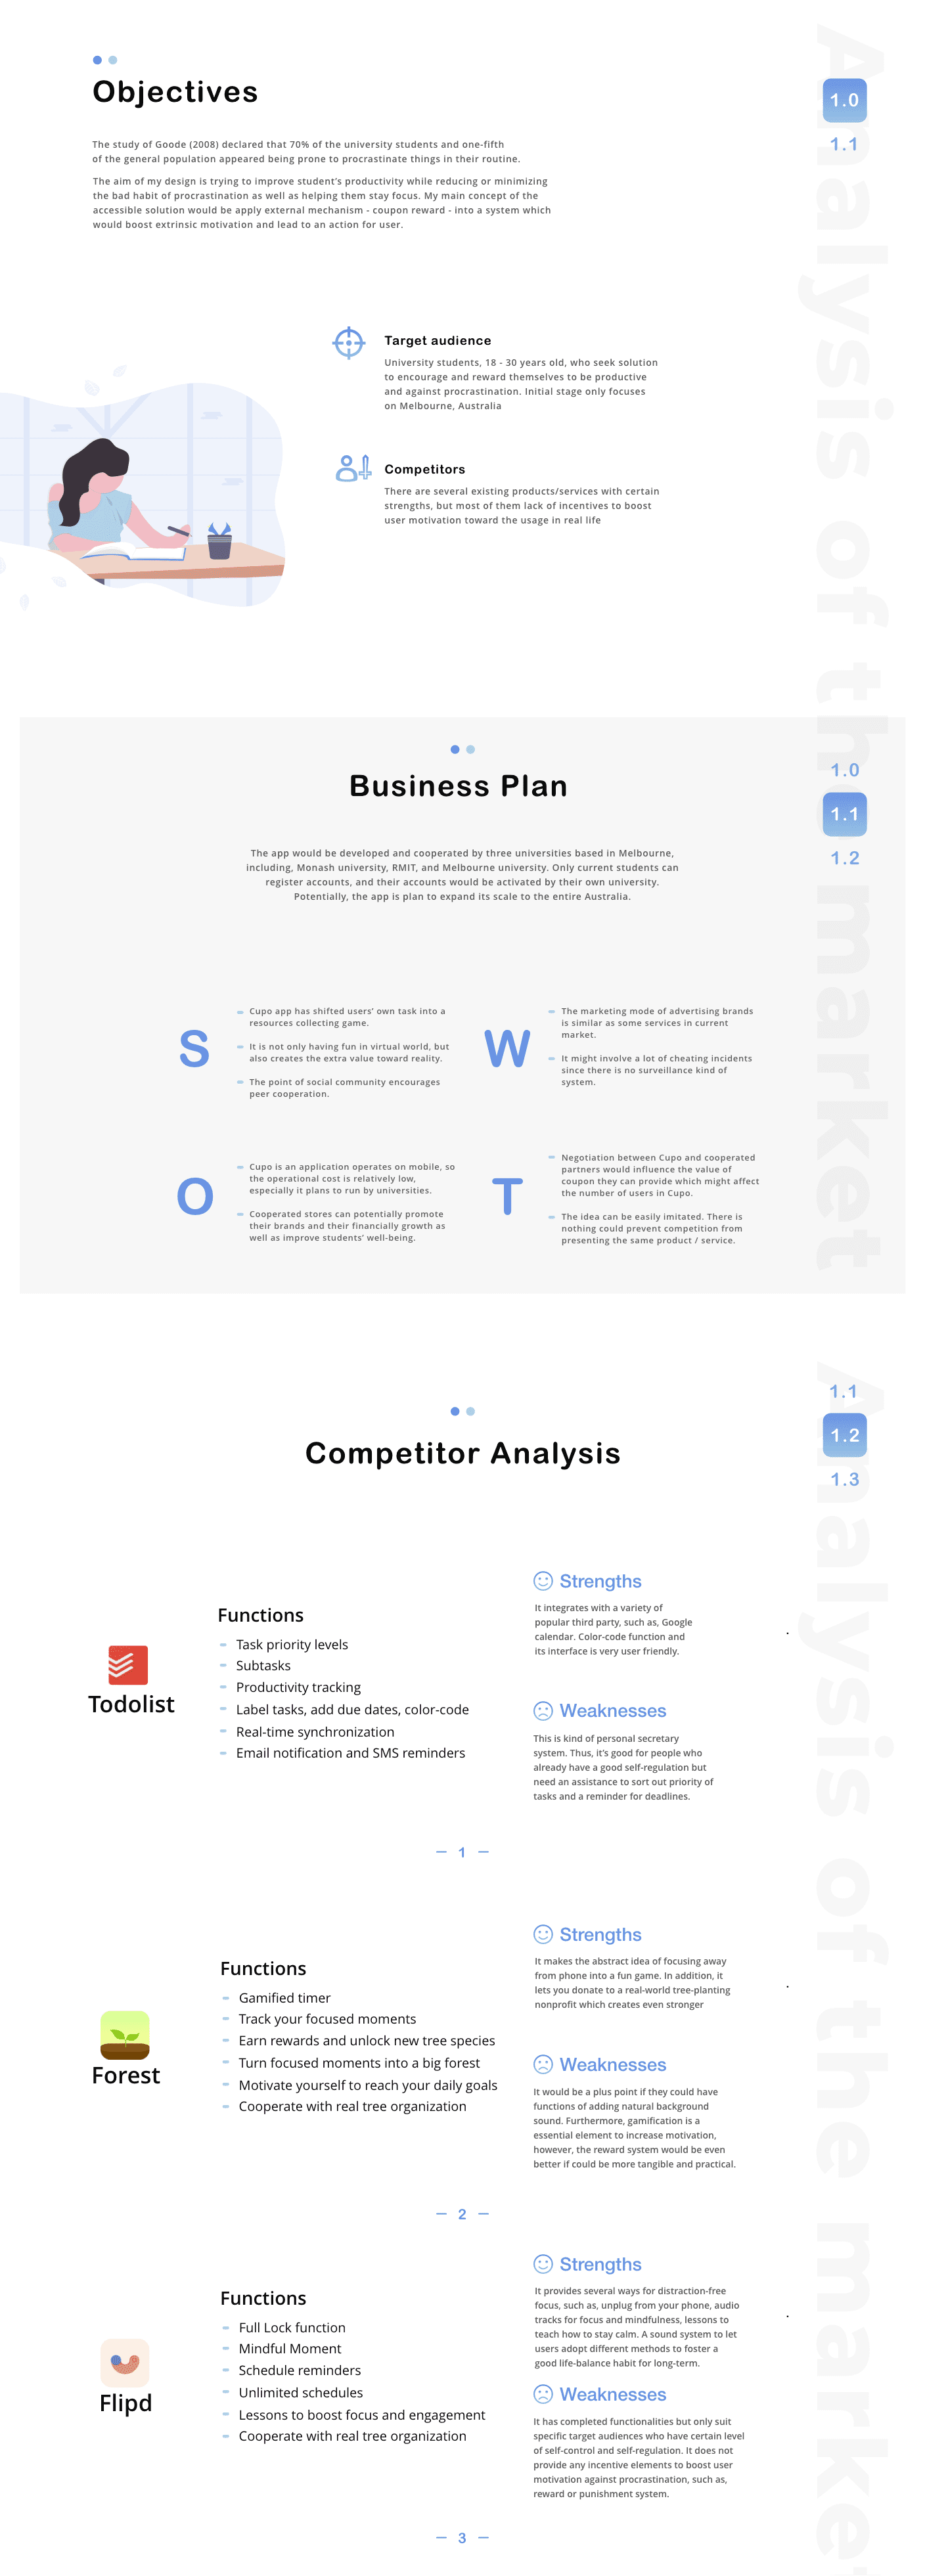 Objectives
The study of Goode (2008) declared that 70% of the university students and one-fifth
of the general population appeared being prone to procrastinate things in their routine.
The aim of my design is trying to improve student's productivity while reducing or minimizing
the bad habit of procrastination as well as helping them stay focus. My main concept of the
accessible solution would be apply external mechanism - coupon reward - into a system which
would boost extrinsic motivation and lead to an action for user.
1.0
1.1
Analysis of the market
Target audience
University students, 18 - 30 years old, who seek solution
to encourage and reward themselves to be productive
and against procrastination. Initial stage only focuses
on Melbourne, Australia
Competitors
There are several existing products/services with certain
strengths, but most of them lack of incentives to boost
user motivation toward the usage in real life
Business Plan
1.0
1.1
1.2
The app would be developed and cooperated by three universities based in Melbourne,
including, Monash university, RMIT, and Melbourne university. Only current students can
register accounts, and their accounts would be activated by their own university.
Potentially, the app is plan to expand its scale to the entire Australia.
S
Cupo app has shifted users' own task into a
resources collecting game.
It is not only having fun in virtual world, but
also creates the extra value toward reality.
The point of social community encourages
peer cooperation.
W
The marketing mode of advertising brands
is similar as some services in current
market.
It might involve a lot of cheating incidents
since there is no surveillance kind of
system.
O
Cupo is an application operates on mobile, so
the operational cost is relatively low,
especially it plans to run by universities.
Cooperated stores can potentially promote
their brands and their financially growth as
well as improve students' well-being.
T
Negotiation between Cupo and cooperated
partners would influence the value of
coupon they can provide which might affect
the number of users in Cupo.
The idea can be easily imitated. There is
nothing could prevent competition from
presenting the same product / service.
Competitor Analysis
1.1
1.2
1.3
Analysis of the marke
Todolist
Functions
Task priority levels
Subtasks
Productivity tracking
Label tasks, add due dates, color-code
Real-time synchronization
Email notification and SMS reminders
Strengths
It integrates with a variety of
popular third party, such as, Google
calendar. Color-code function and
its interface is very user friendly.
Weaknesses
This is kind of personal secretary
system. Thus, it's good for people who
already have a good self-regulation but
need an assistance to sort out priority of
tasks and a reminder for deadlines.
1
Forest
Functions
Gamified timer
Track your focused moments
Earn rewards and unlock new tree species
Turn focused moments into a big forest
Motivate yourself to reach your daily goals
Cooperate with real tree organization
Strengths
It makes the abstract idea of focusing away
from phone into a fun game. In addition, it
lets you donate to a real-world tree-planting
nonprofit which creates even stronger
Weaknesses
It would be a plus point if they could have
functions of adding natural background
sound. Furthermore, gamification is a
essential element to increase motivation,
however, the reward system would be even
better if could be more tangible and practical.
2
Flipd
Functions
Full Lock function
Mindful Moment
Schedule reminders
Unlimited schedules
Lessons to boost focus and engagement
Cooperate with real tree organization
Strengths
It provides several ways for distraction-free
focus, such as, unplug from your phone, audio
tracks for focus and mindfulness, lessons to
teach how to stay calm. A sound system to let
users adopt different methods to foster a
good life-balance habit for long-term.
Weaknesses
It has completed functionalities but only suit
specific target audiences who have certain level
of self-control and self-regulation. It does not
provide any incentive elements to boost user
motivation against procrastination, such as,
reward or punishment system.
3